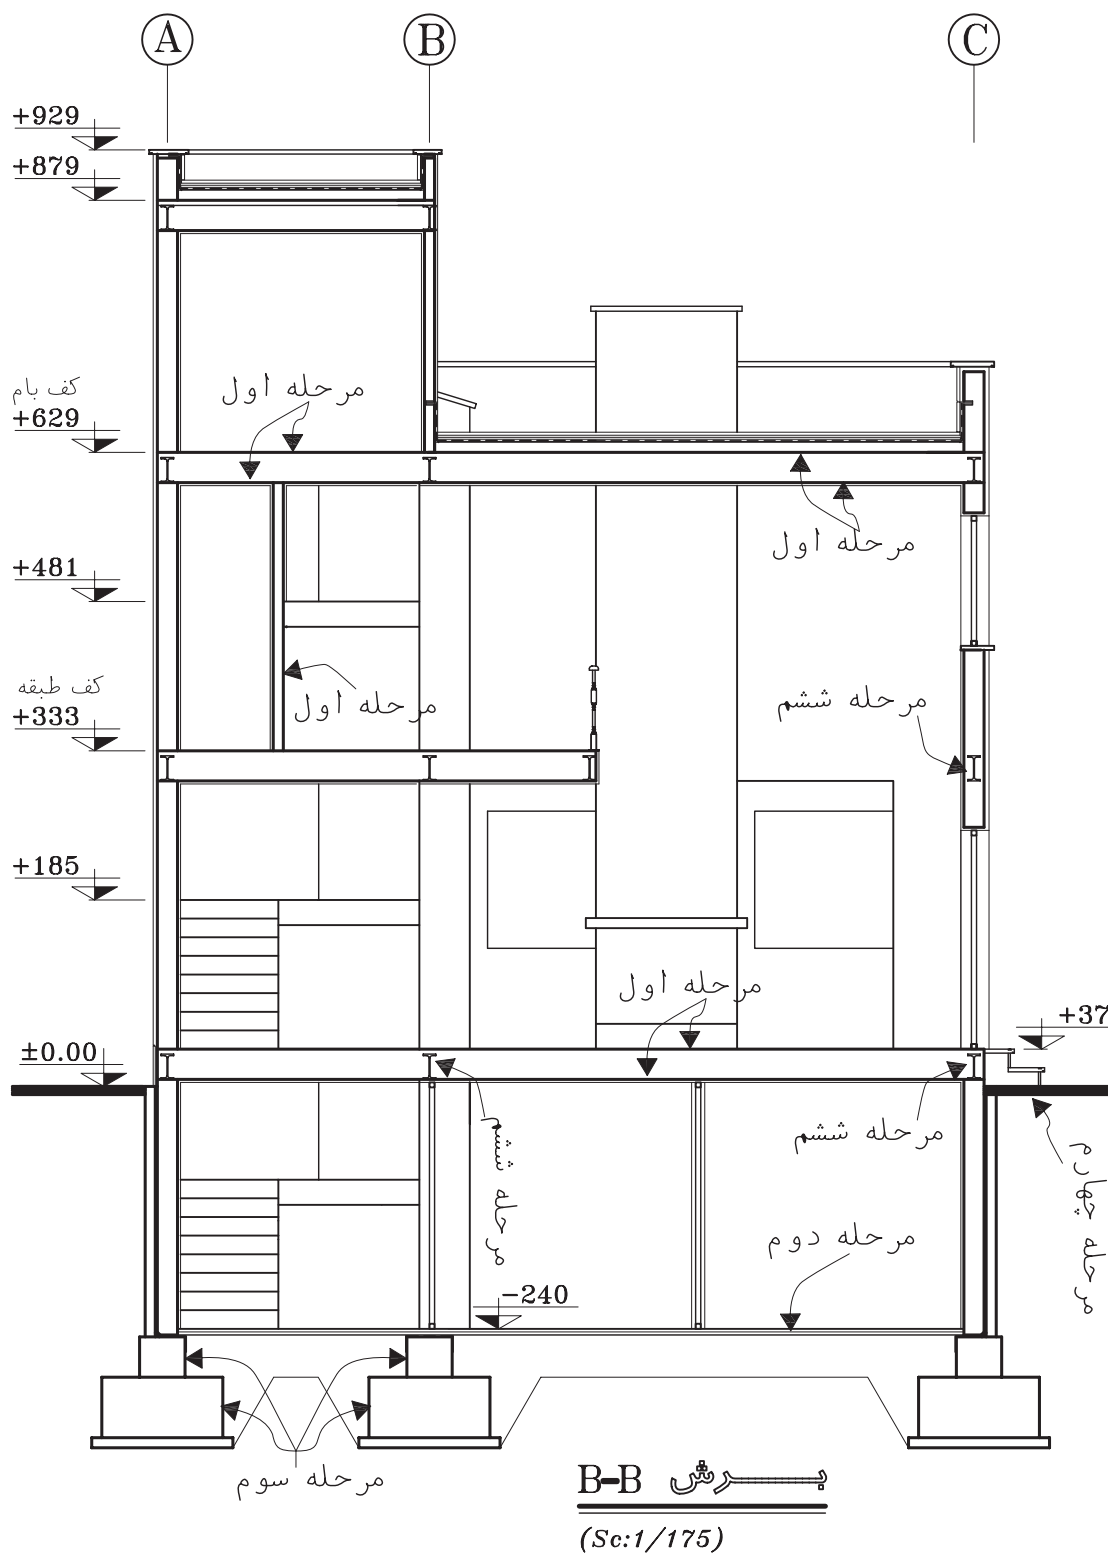 A B C
+929
+879
مرحله اول
کف بام
+629
مرحله اول
+481
کف طبقه
+333
مرحله اول
مرحله ششم
+185
مرحله اول
+37
±0.00
مرحله ششم
مرحله ششم
مرحله چهارم
مرحله دوم
-240
مرحله سوم
برش B-B
(Sc:1/175)